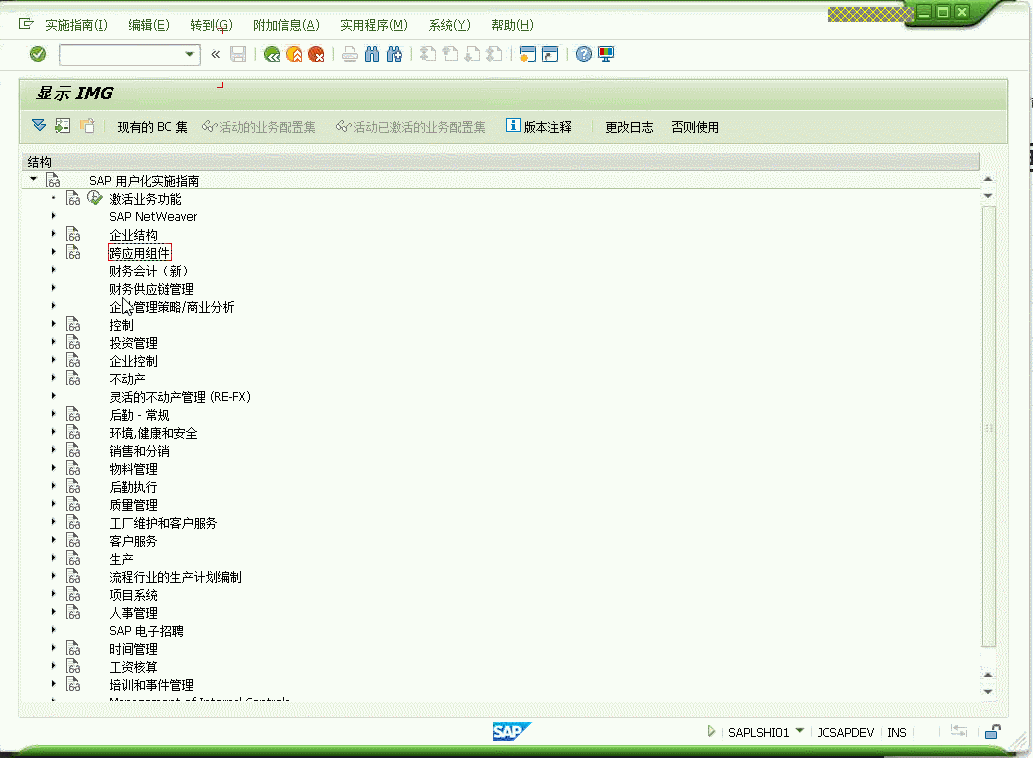 实施指南(I) 编辑(E) 转到(G) 附加信息(A) 实用程序(M) 系统(Y) 帮助(H)
显示 IMG
现有的 BC 集 活动的业务配置集 活动已激活的业务配置集 版本注释 更改日志 否则使用
结构
SAP 用户化实施指南
激活业务功能
SAP NetWeaver
企业结构
跨应用组件
财务会计（新）
财务供应链管理
企业管理策略/商业分析
控制
投资管理
企业控制
不动产
灵活的不动产管理 (RE-FX)
后勤 - 常规
环境,健康和安全
销售和分销
物料管理
后勤执行
质量管理
工厂维护和客户服务
客户服务
生产
流程行业的生产计划编制
项目系统
人事管理
SAP 电子招聘
时间管理
工资核算
培训和事件管理
Management of Internal Controls
SAP SAPLSHI01 JCSAPDEV INS